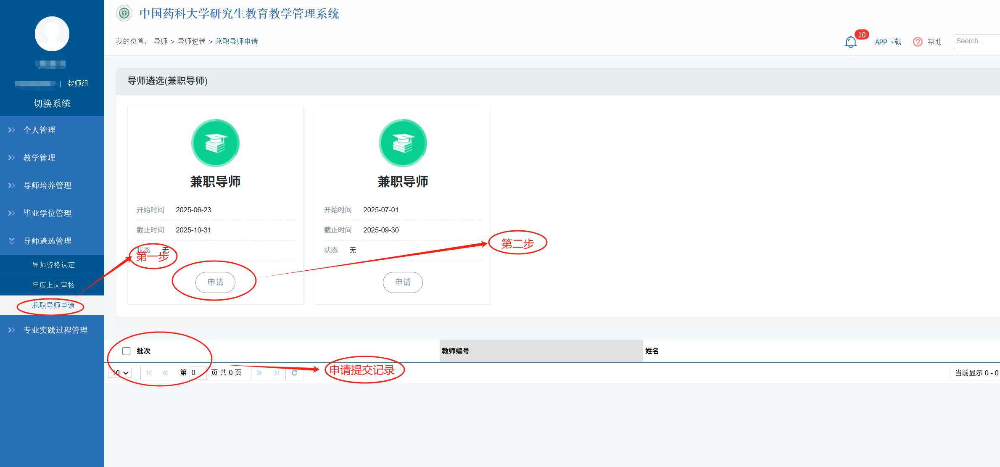 中国药科大学研究生教育教学管理系统
我的位置： 导师 > 导师遴选 > 兼职导师申请
10
APP下载
帮助
Search...
教师组
切换系统
个人管理
教学管理
导师培养管理
毕业学位管理
导师遴选管理
导师资格认定
年度上岗审核
兼职导师申请
专业实践过程管理
导师遴选(兼职导师)
兼职导师
开始时间 2025-06-23
截止时间 2025-10-31
状态 无
第一步
申请
兼职导师
开始时间 2025-07-01
截止时间 2025-09-30
状态 无
申请
第二步
批次 教师编号 姓名
10 第 0 页 共 0 页
申请提交记录
当前显示 0 - 0